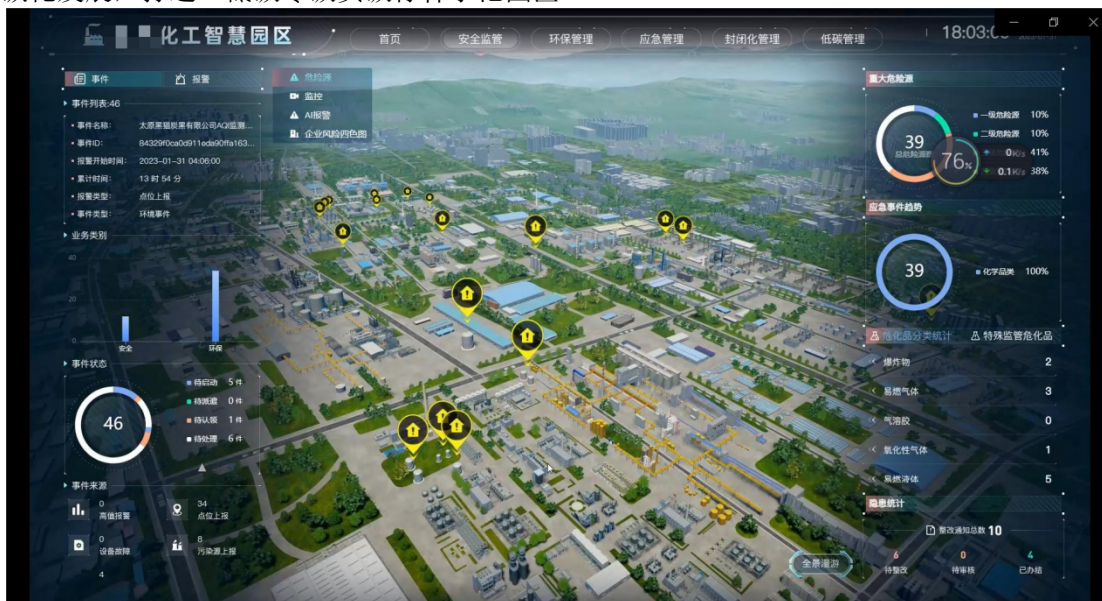 化工智慧园区
首页
安全监管
环保管理
应急管理
封闭化管理
低碳管理
事件
报警
事件列表:46
事件名称: 太原黑猫炭黑有限公司AQI监测...
事件ID: 84329f0ca0d911eda90ffa163...
报警开始时间: 2023-01-31 04:06:00
累计时间: 13 时 54 分
报警类型: 点位上报
事件类型: 环境事件
业务类别
40
20
0
安全
环保
事件状态
46
待启动 5 件
待派遣 0 件
待认领 1 件
待处理 6 件
事件来源
0
高值报警
34
点位上报
0
设备故障
8
污染源上报
4
危险源
监控
AI报警
企业风险四色图
全景漫游
重大危险源
39
一级危险源 10%
二级危险源 10%
41%
38%
76%
0K/s
0.1K/s
应急事件趋势
39
化学品类 100%
危化品分类统计
特殊监管危化品
爆炸物 2
易燃气体 3
气溶胶 0
氧化性气体 1
易燃液体 5
隐患统计
整改通知总数 10
6
待整改
0
待审核
4
已办结